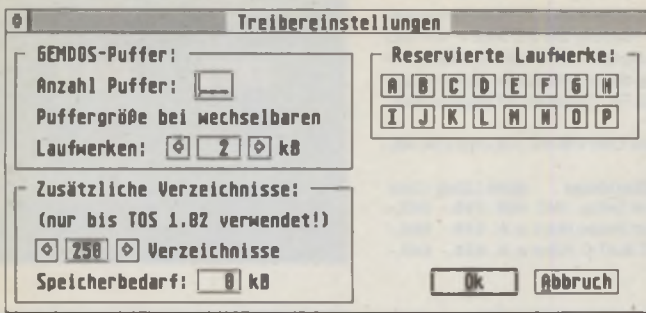 Treibereinstellungen
GEMDOS-Puffer:
Anzahl Puffer: ___
Puffergröße bei wechselbaren
Laufwerken: 2 kB
Zusätzliche Verzeichnisse:
(nur bis TOS 1.02 verwendet!)
250 Verzeichnisse
Speicherbedarf: 0 kB
Reservierte Laufwerke:
A B C D E F G H
I J K L M N O P
Ok Abbruch